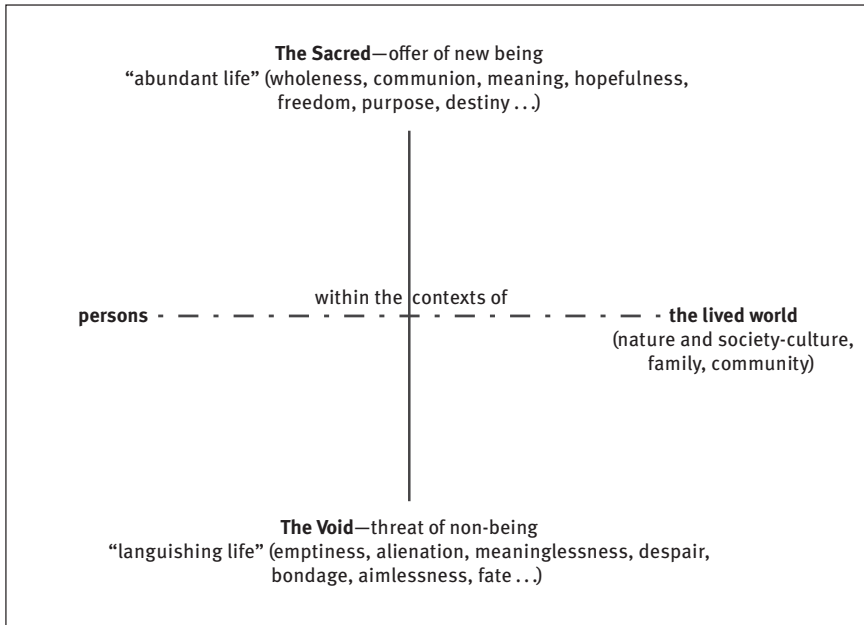 The Sacred—offer of new being
“abundant life” (wholeness, communion, meaning, hopefulness,
freedom, purpose, destiny . . .)
within the contexts of
persons
the lived world
(nature and society-culture,
family, community)
The Void—threat of non-being
“languishing life” (emptiness, alienation, meaninglessness, despair,
bondage, aimlessness, fate . . .)